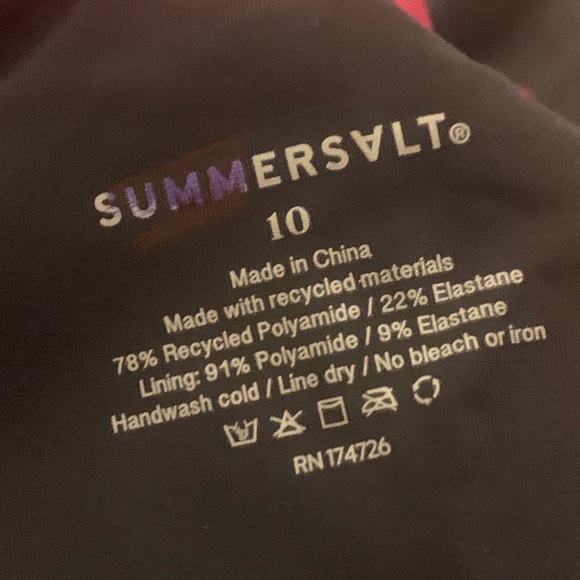 SUMMERSALT®
10
Made in China
Made with recycled materials
78% Recycled Polyamide / 22% Elastane
Lining: 91% Polyamide / 9% Elastane
Handwash cold / Line dry / No bleach or iron
RN 174726